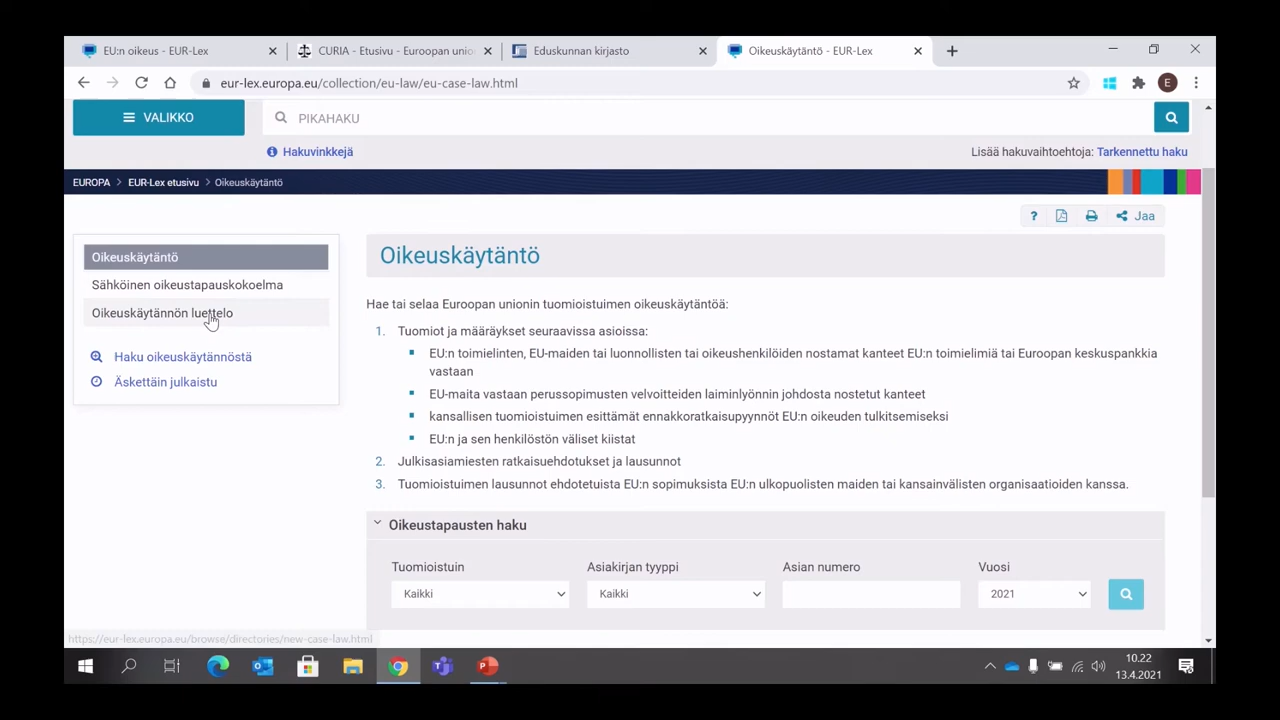 EU:n oikeus - EUR-Lex
CURIA - Etusivu - Euroopan unio
Eduskunnan kirjasto
Oikeuskäytäntö - EUR-Lex
eur-lex.europa.eu/collection/eu-law/eu-case-law.html
E
VALIKKO
PIKAHAKU
Hakuvinkkejä
Lisää hakuvaihtoehtoja: Tarkennettu haku
EUROPA > EUR-Lex etusivu > Oikeuskäytäntö
? Jaa
Oikeuskäytäntö
Sähköinen oikeustapauskokoelma
Oikeuskäytännön luettelo
Haku oikeuskäytännöstä
Äskettäin julkaistu
Oikeuskäytäntö
Hae tai selaa Euroopan unionin tuomioistuimen oikeuskäytäntöä:
1. Tuomiot ja määräykset seuraavissa asioissa:
EU:n toimielinten, EU-maiden tai luonnollisten tai oikeushenkilöiden nostamat kanteet EU:n toimielimiä tai Euroopan keskuspankkia
vastaan
EU-maita vastaan perussopimusten velvoitteiden laiminlyönnin johdosta nostetut kanteet
kansallisen tuomioistuimen esittämät ennakkoratkaisupyynnöt EU:n oikeuden tulkitsemiseksi
EU:n ja sen henkilöstön väliset kiistat
2. Julkisasiamiesten ratkaisuehdotukset ja lausunnot
3. Tuomioistuimen lausunnot ehdotetuista EU:n sopimuksista EU:n ulkopuolisten maiden tai kansainvälisten organisaatioiden kanssa.
Oikeustapausten haku
Tuomioistuin
Asiakirjan tyyppi
Asian numero
Vuosi
Kaikki
Kaikki
2021
https://eur-lex.europa.eu/browse/directories/new-case-law.html
10.22
13.4.2021